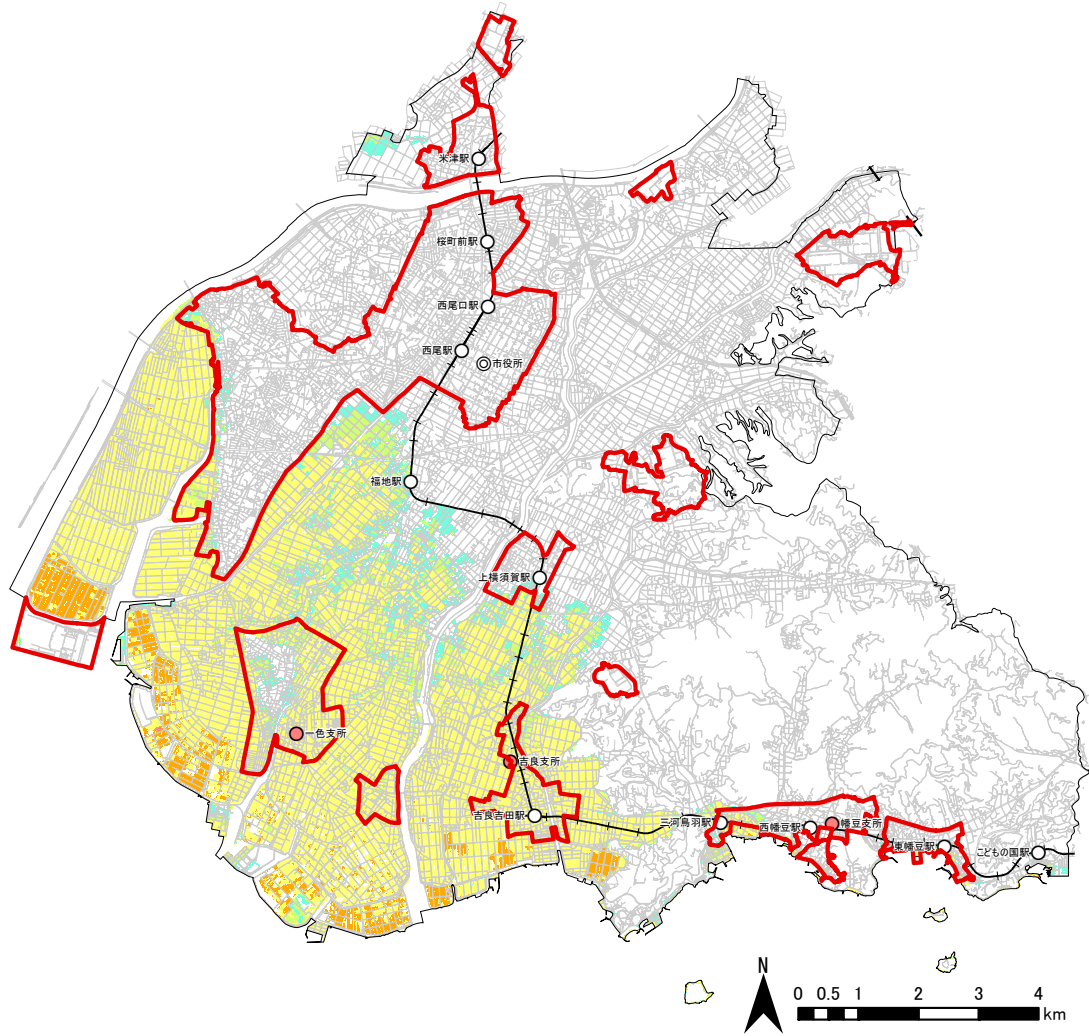 米津駅
桜町前駅
西尾口駅
西尾駅
市役所
福地駅
上横須賀駅
一色支所
吉良支所
吉良吉田駅
三河鳥羽駅
西幡豆駅
幡豆支所
東幡豆駅
こどもの国駅
N
0 0.5 1 2 3 4
km